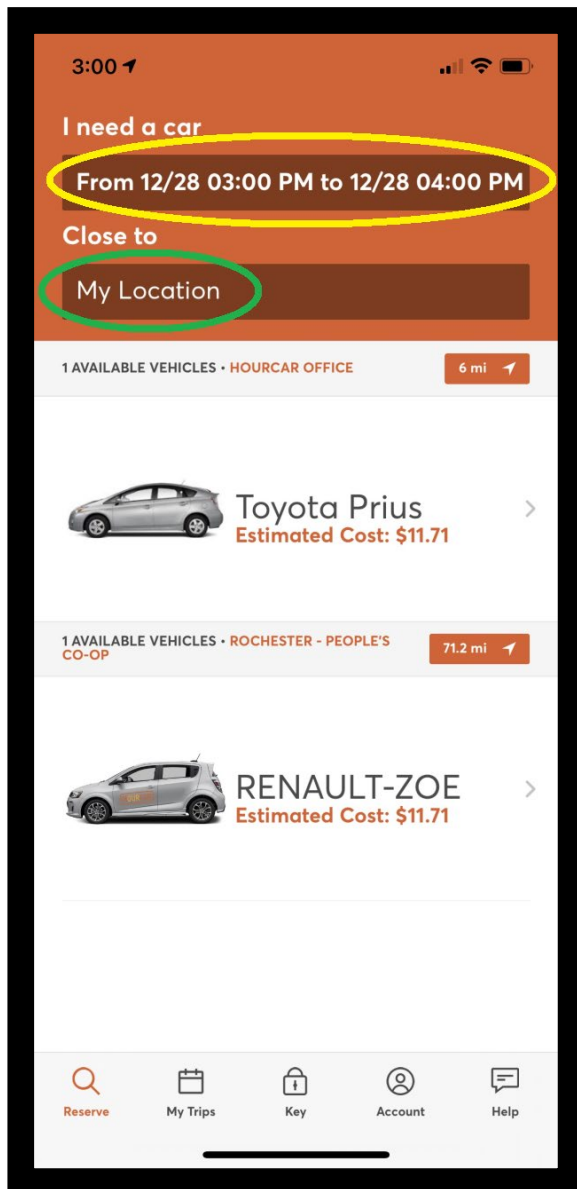 3:00
I need a car
From 12/28 03:00 PM to 12/28 04:00 PM
Close to
My Location
1 AVAILABLE VEHICLES • HOURCAR OFFICE
6 mi
Toyota Prius
Estimated Cost: $11.71
1 AVAILABLE VEHICLES • ROCHESTER - PEOPLE'S
CO-OP
71.2 mi
RENAULT-ZOE
Estimated Cost: $11.71
Reserve
My Trips
Key
Account
Help